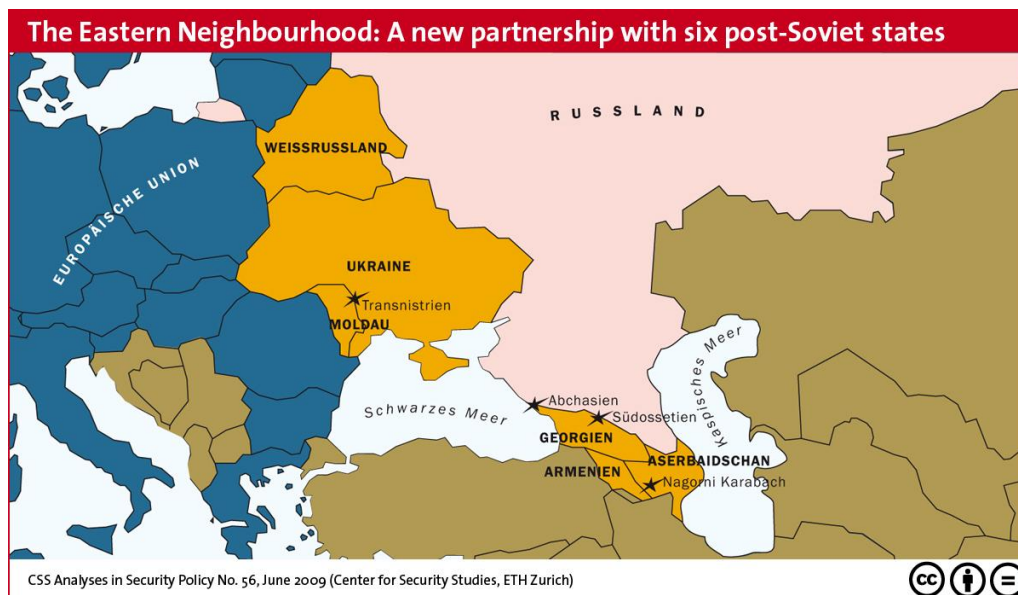 The Eastern Neighbourhood: A new partnership with six post-Soviet states
RUSSLAND
WEISSRUSSLAND
EUROPÄISCHE UNION
UKRAINE
Transnistrien
MOLDAU
Kaspisches Meer
Schwarzes Meer
Abchasien
Südossetien
GEORGIEN
ASERBAIDSCHAN
ARMENIEN
Nagorni Karabach
CSS Analyses in Security Policy No. 56, June 2009 (Center for Security Studies, ETH Zurich)
cc